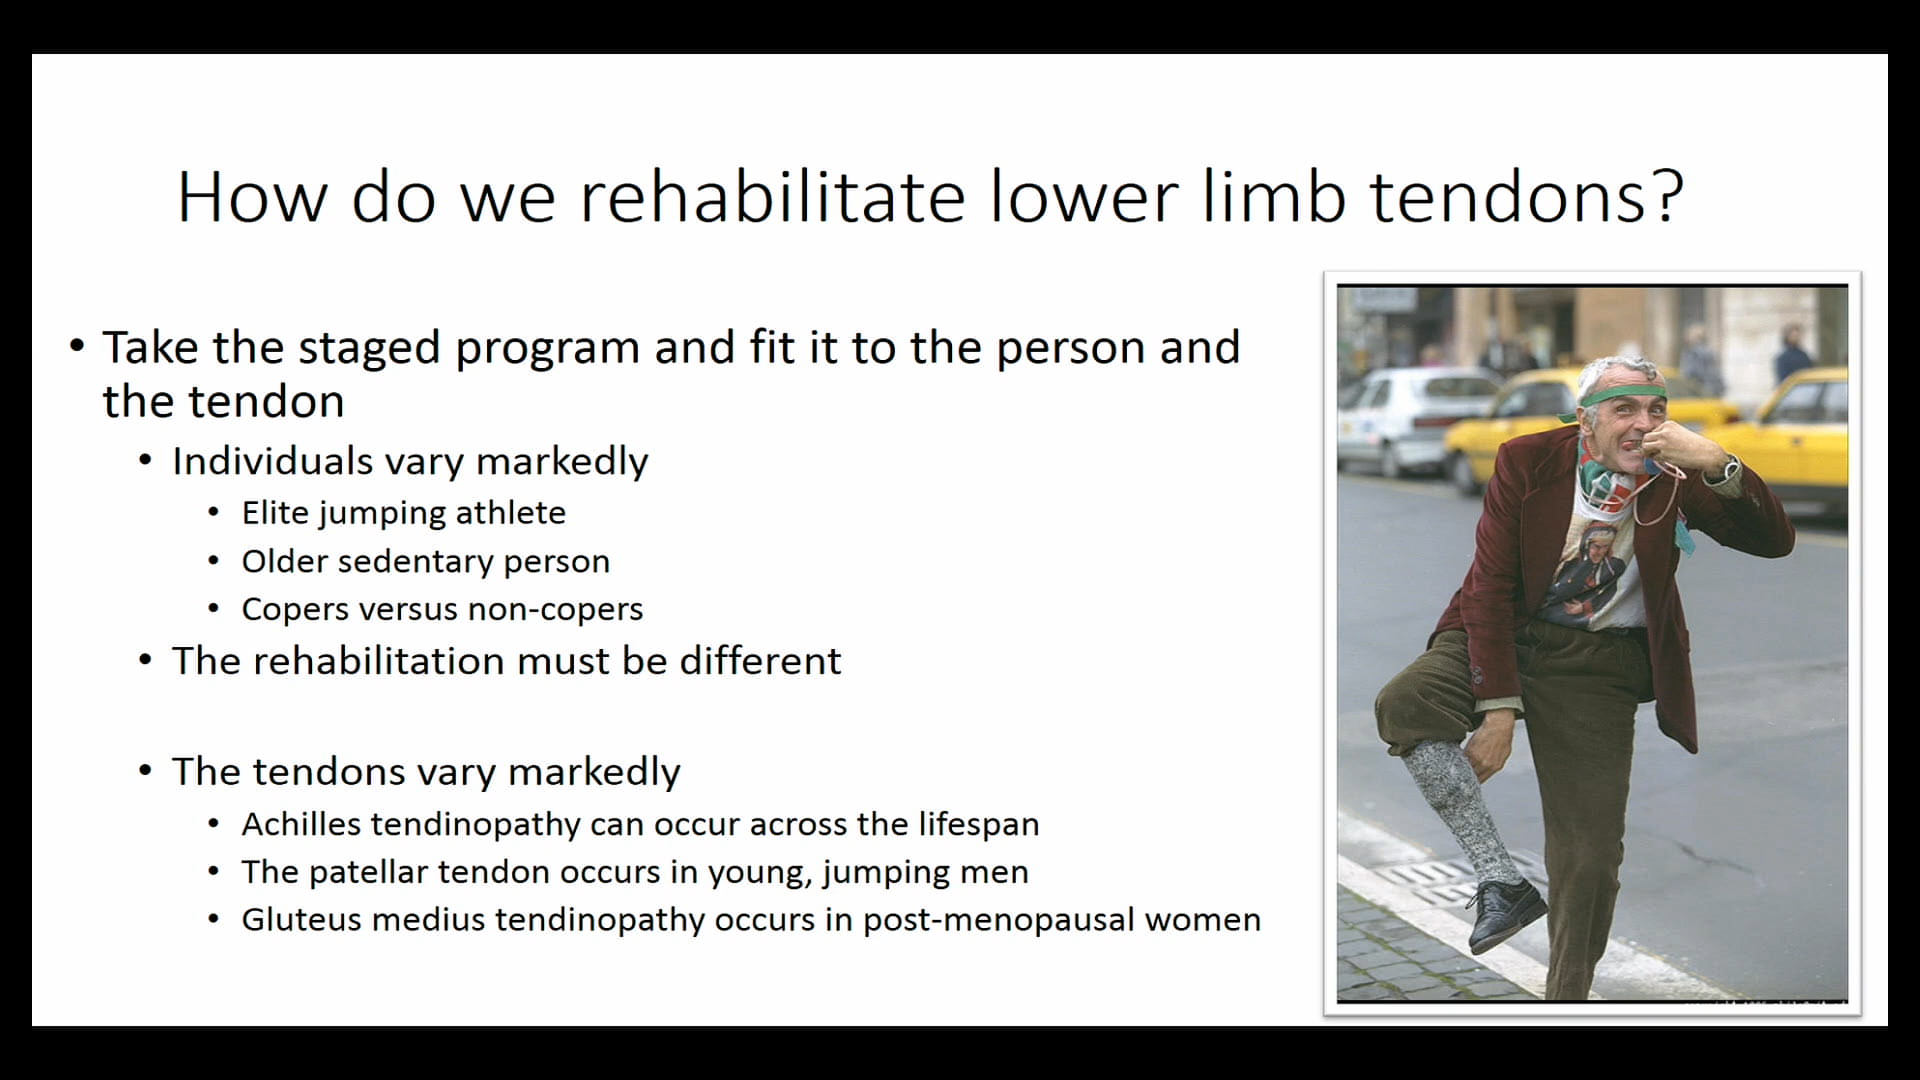 How do we rehabilitate lower limb tendons?
• Take the staged program and fit it to the person and
the tendon
• Individuals vary markedly
• Elite jumping athlete
• Older sedentary person
• Copers versus non-copers
• The rehabilitation must be different
• The tendons vary markedly
• Achilles tendinopathy can occur across the lifespan
• The patellar tendon occurs in young, jumping men
• Gluteus medius tendinopathy occurs in post-menopausal women